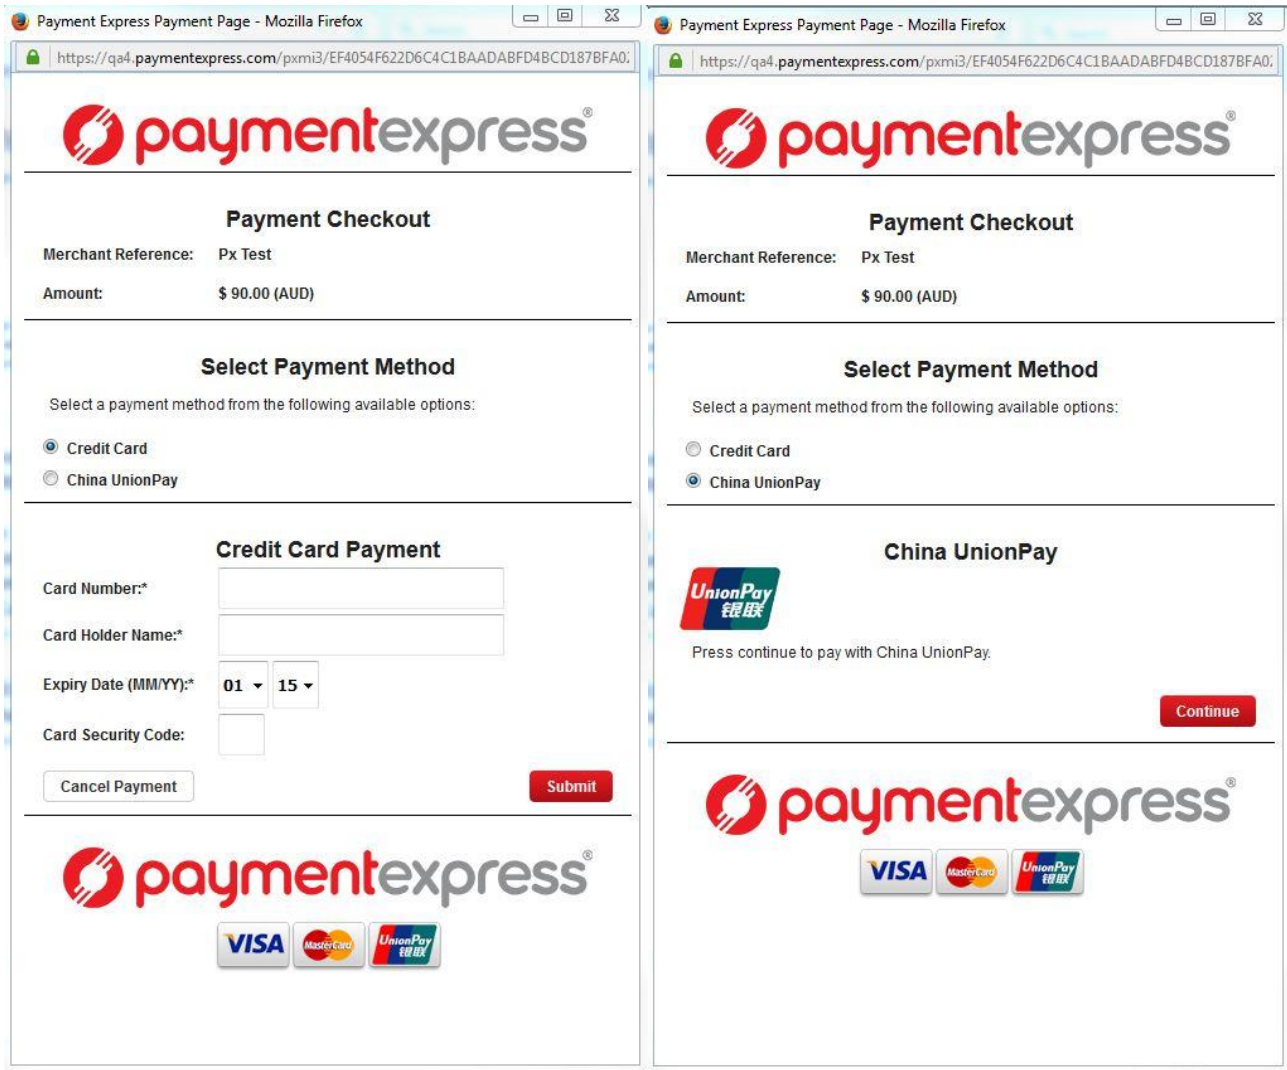 Payment Express Payment Page - Mozilla Firefox
https://qa4.paymentexpress.com/pxmi3/EF4054F622D6C4C1BAADABFD4BCD187BFA0
paymentexpress®
Payment Checkout
Merchant Reference: Px Test
Amount: $ 90.00 (AUD)
Select Payment Method
Select a payment method from the following available options:
Credit Card
China UnionPay
Credit Card Payment
Card Number:*
Card Holder Name:*
Expiry Date (MM/YY):* 01 15
Card Security Code:
Cancel Payment Submit
paymentexpress®
VISA MasterCard UnionPay 银联
Payment Express Payment Page - Mozilla Firefox
https://qa4.paymentexpress.com/pxmi3/EF4054F622D6C4C1BAADABFD4BCD187BFA0
paymentexpress®
Payment Checkout
Merchant Reference: Px Test
Amount: $ 90.00 (AUD)
Select Payment Method
Select a payment method from the following available options:
Credit Card
China UnionPay
China UnionPay
UnionPay
银联
Press continue to pay with China UnionPay.
Continue
paymentexpress®
VISA MasterCard UnionPay 银联